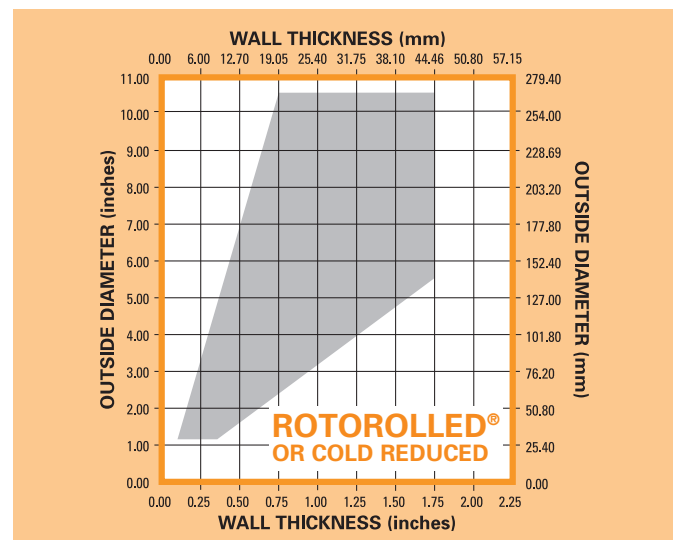 WALL THICKNESS (mm)
0.00 6.00 12.70 19.05 25.40 31.75 38.10 44.46 50.80 57.15
11.00 279.40
10.00 254.00
9.00 228.69
8.00 203.20
7.00 177.80
6.00 152.40
5.00 127.00
4.00 101.80
3.00 76.20
2.00 50.80
1.00 25.40
0.00 0.00
OUTSIDE DIAMETER (inches)
OUTSIDE DIAMETER (mm)
ROTOROLLED®
OR COLD REDUCED
0.00 0.25 0.50 0.75 1.00 1.25 1.50 1.75 2.00 2.25
WALL THICKNESS (inches)